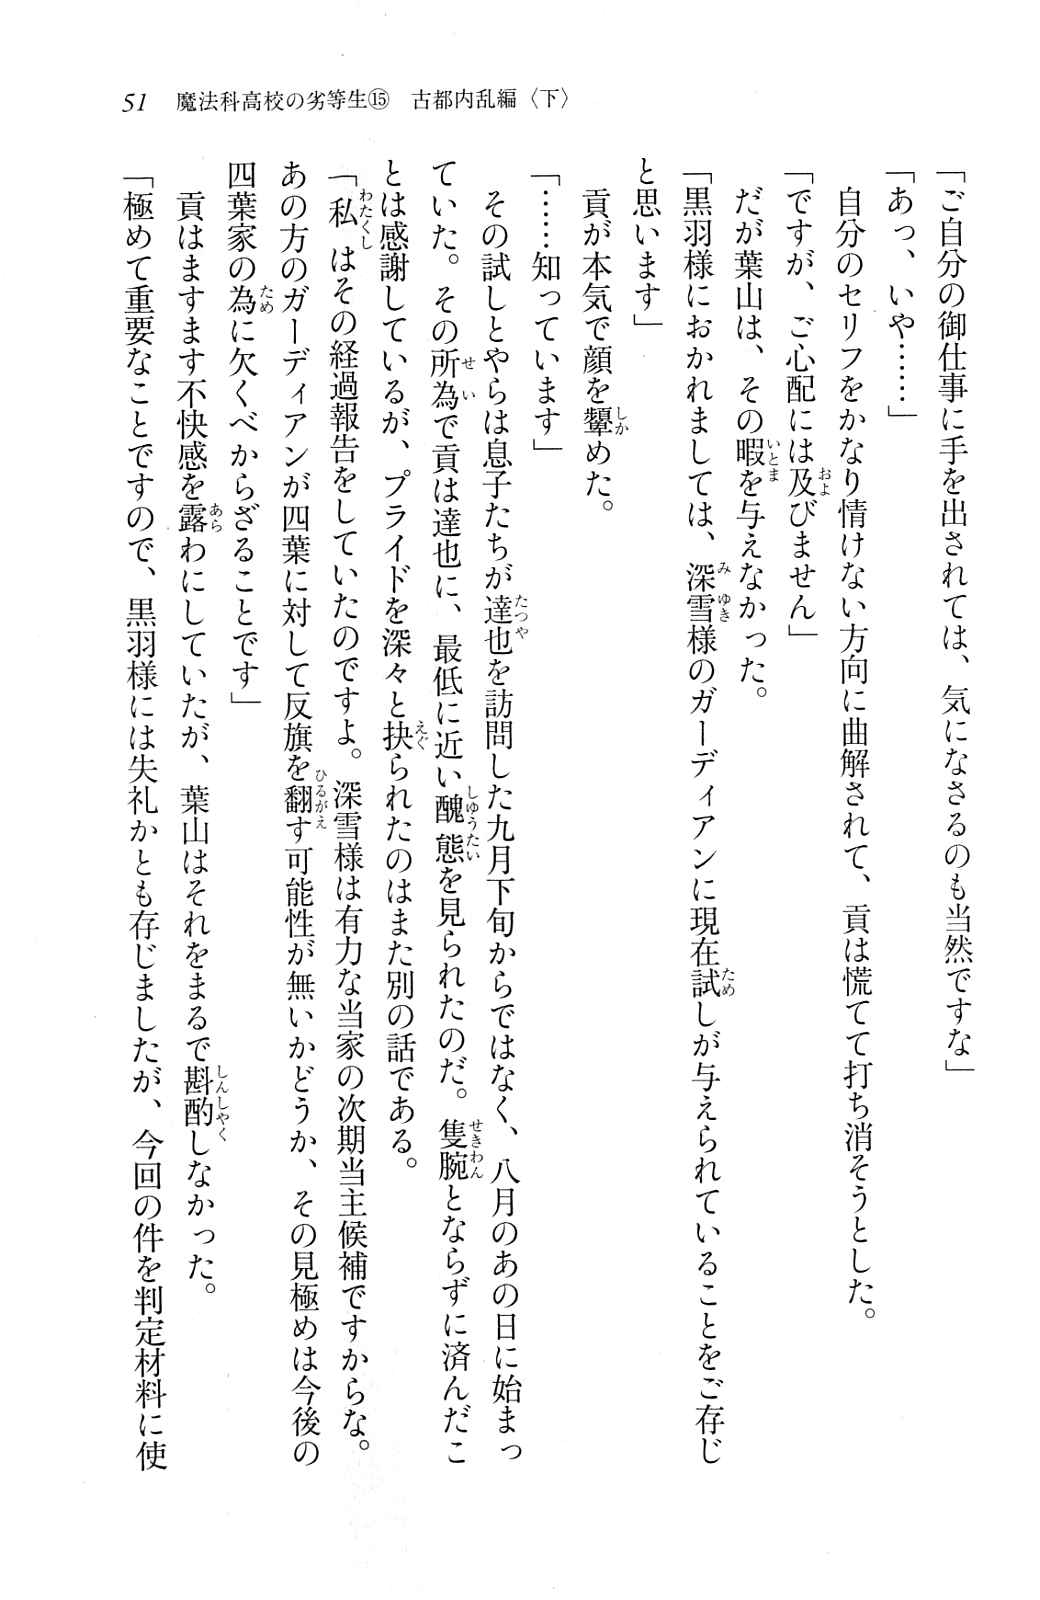 51　魔法科高校の劣等生⑮　古都内乱編〈下〉
「ご自分の御仕事に手を出されては、気になさるのも当然ですな」
「あっ、いや……」
　自分のセリフをかなり情けない方向に曲解されて、貢は慌てて打ち消そうとした。
「ですが、ご心配には及びません」
　だが葉山は、その暇を与えなかった。
「黒羽様におかれましては、深雪様のガーディアンに現在試しが与えられていることをご存じ
と思います」
　貢が本気で顔を顰めた。
「……知っています」
　その試しとやらは息子たちが達也を訪問した九月下旬からではなく、八月のあの日に始まっ
ていた。その所為で貢は達也に、最低に近い醜態を見られたのだ。隻腕とならずに済んだこ
とは感謝しているが、プライドを深々と抉られたのはまた別の話である。
「私はその経過報告をしていたのですよ。深雪様は有力な当家の次期当主候補ですからな。
あの方のガーディアンが四葉に対して反旗を翻す可能性が無いかどうか、その見極めは今後の
四葉家の為に欠くべからざることです」
　貢はますます不快感を露わにしていたが、葉山はそれをまるで斟酌しなかった。
「極めて重要なことですので、黒羽様には失礼かとも存じましたが、今回の件を判定材料に使